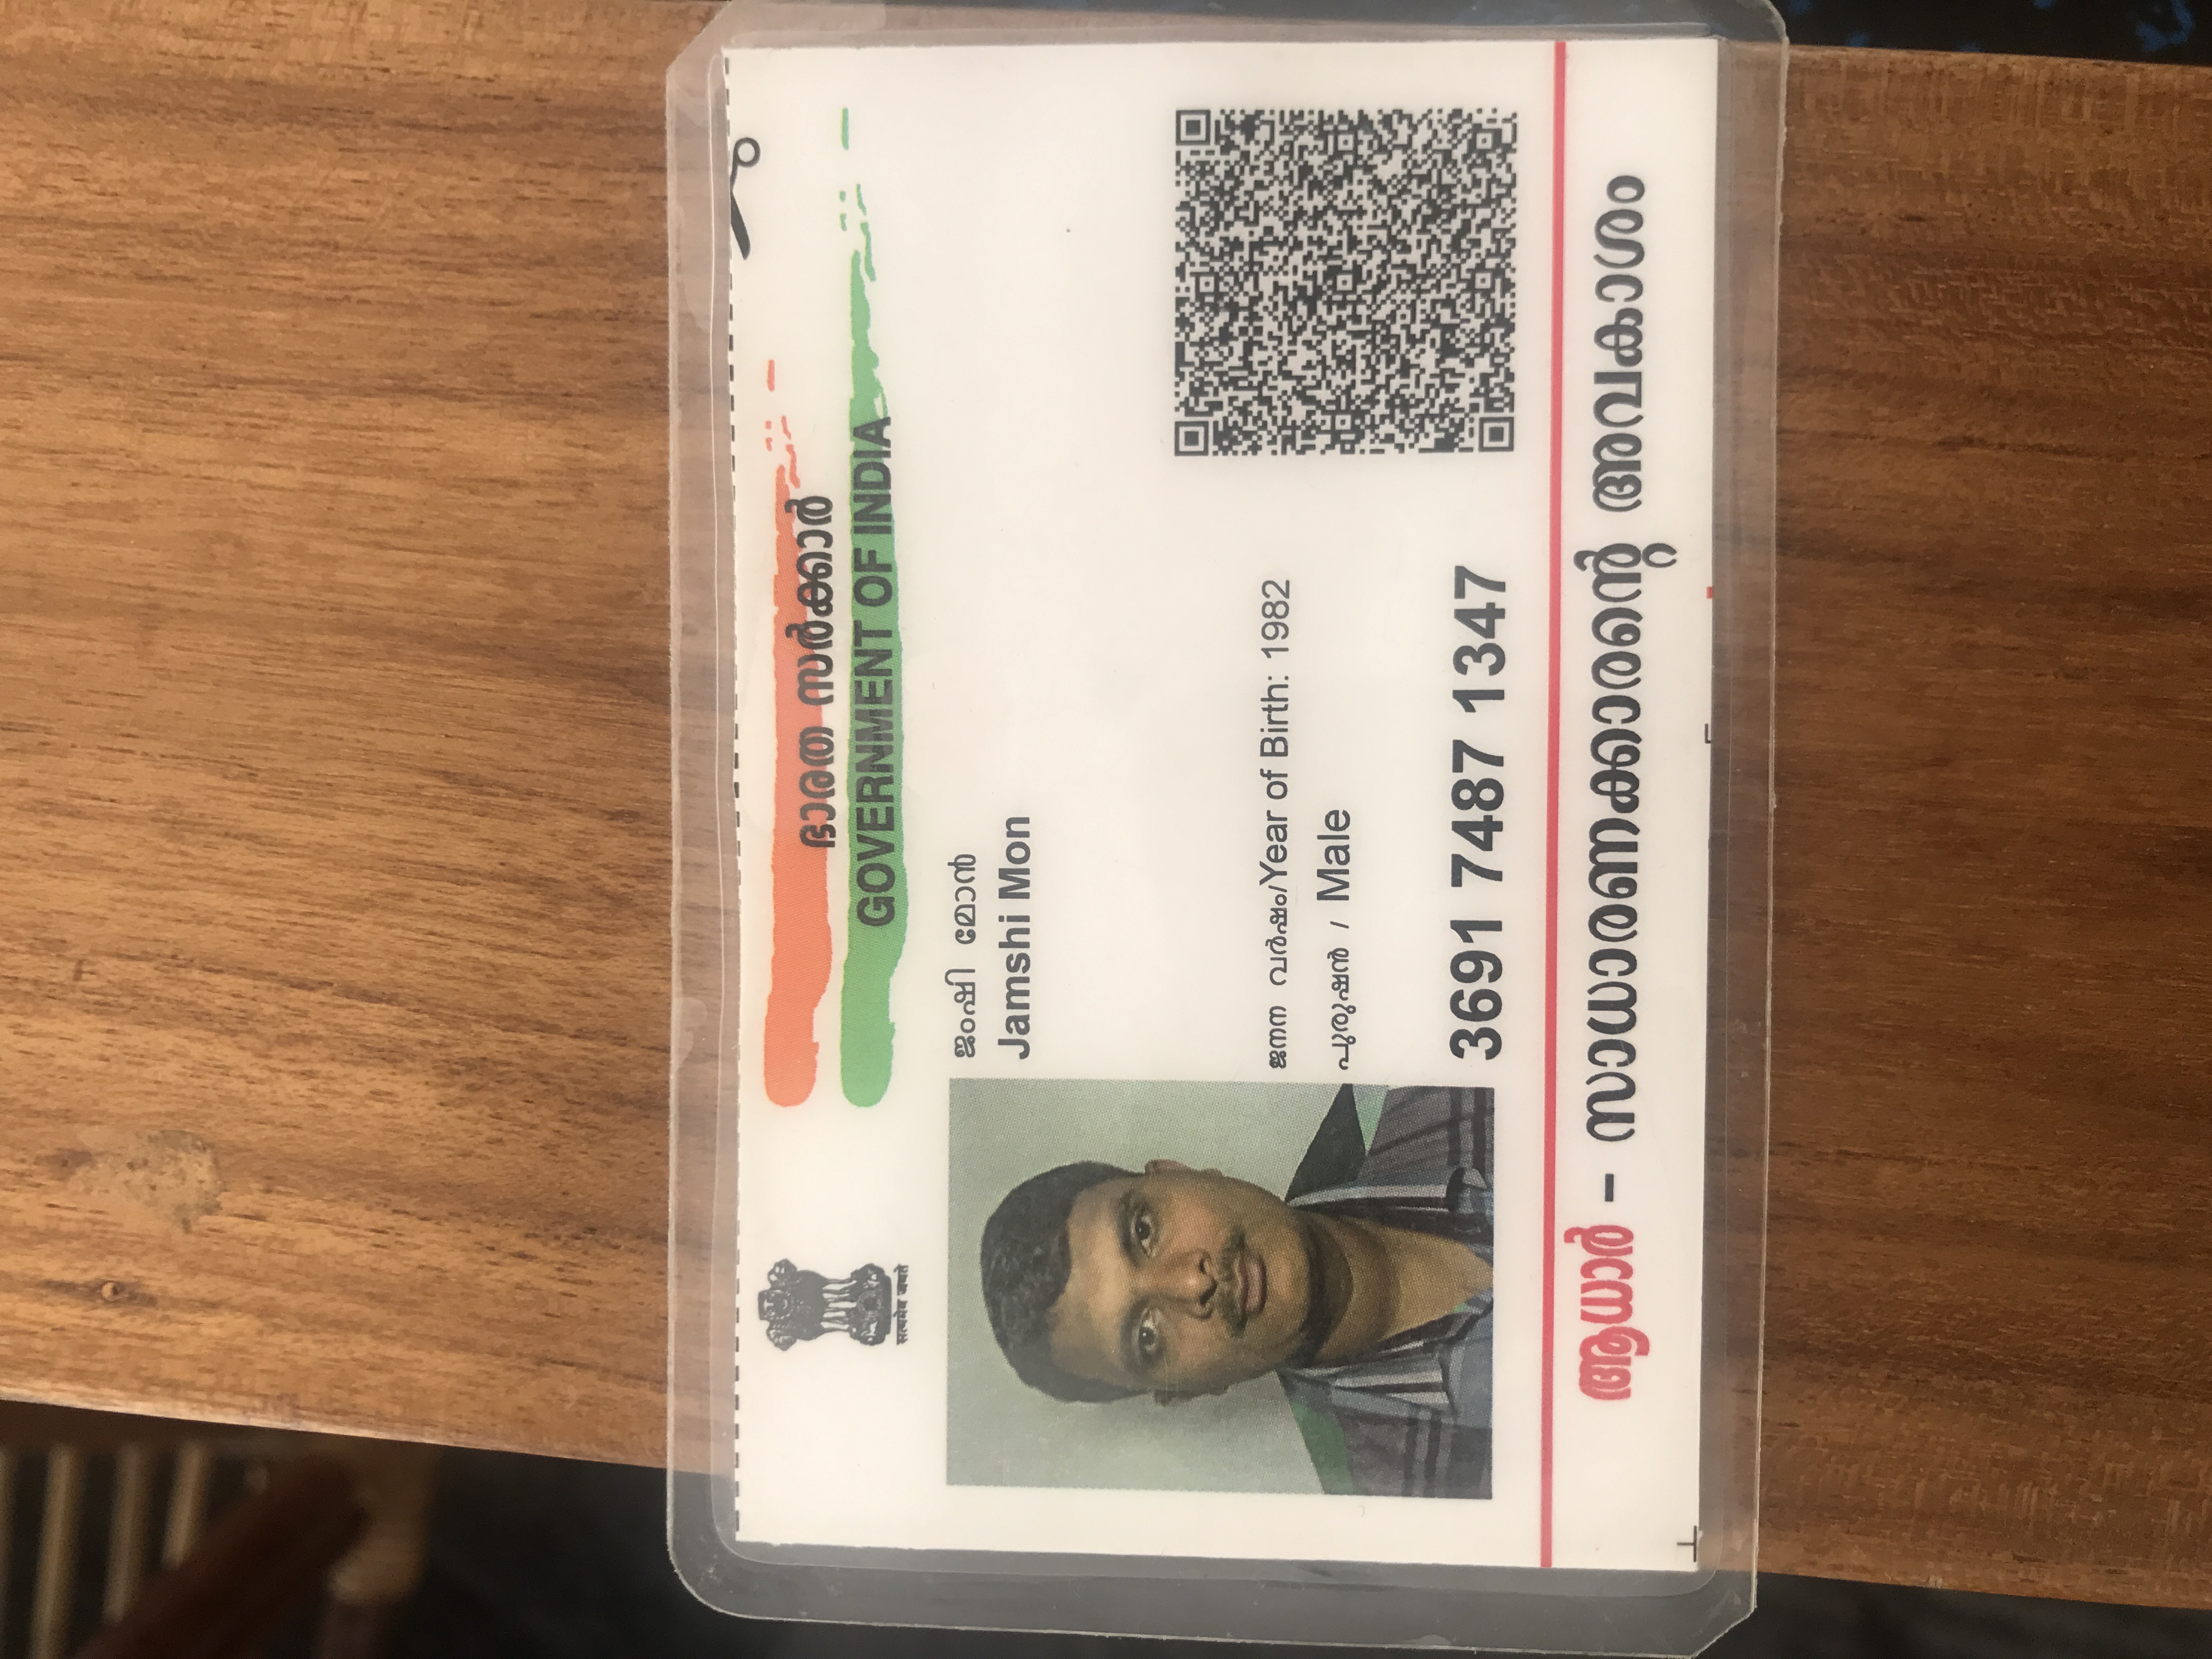 ഭാരത സർക്കാർ
GOVERNMENT OF INDIA
सत्यमेव जयते
ജംഷി മോൻ
Jamshi Mon
ജനന വർഷം/Year of Birth: 1982
പുരുഷൻ / Male
3691 7487 1347
ആധാർ - സാധാരണക്കാരന്റെ അവകാശം